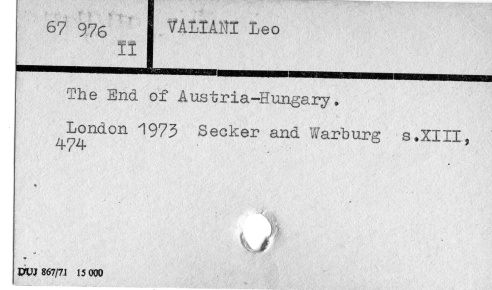 67 976
II
VALIANI Leo
The End of Austria-Hungary.
London 1973 Secker and Warburg s.XIII,
474
DUJ 867/71 15 000